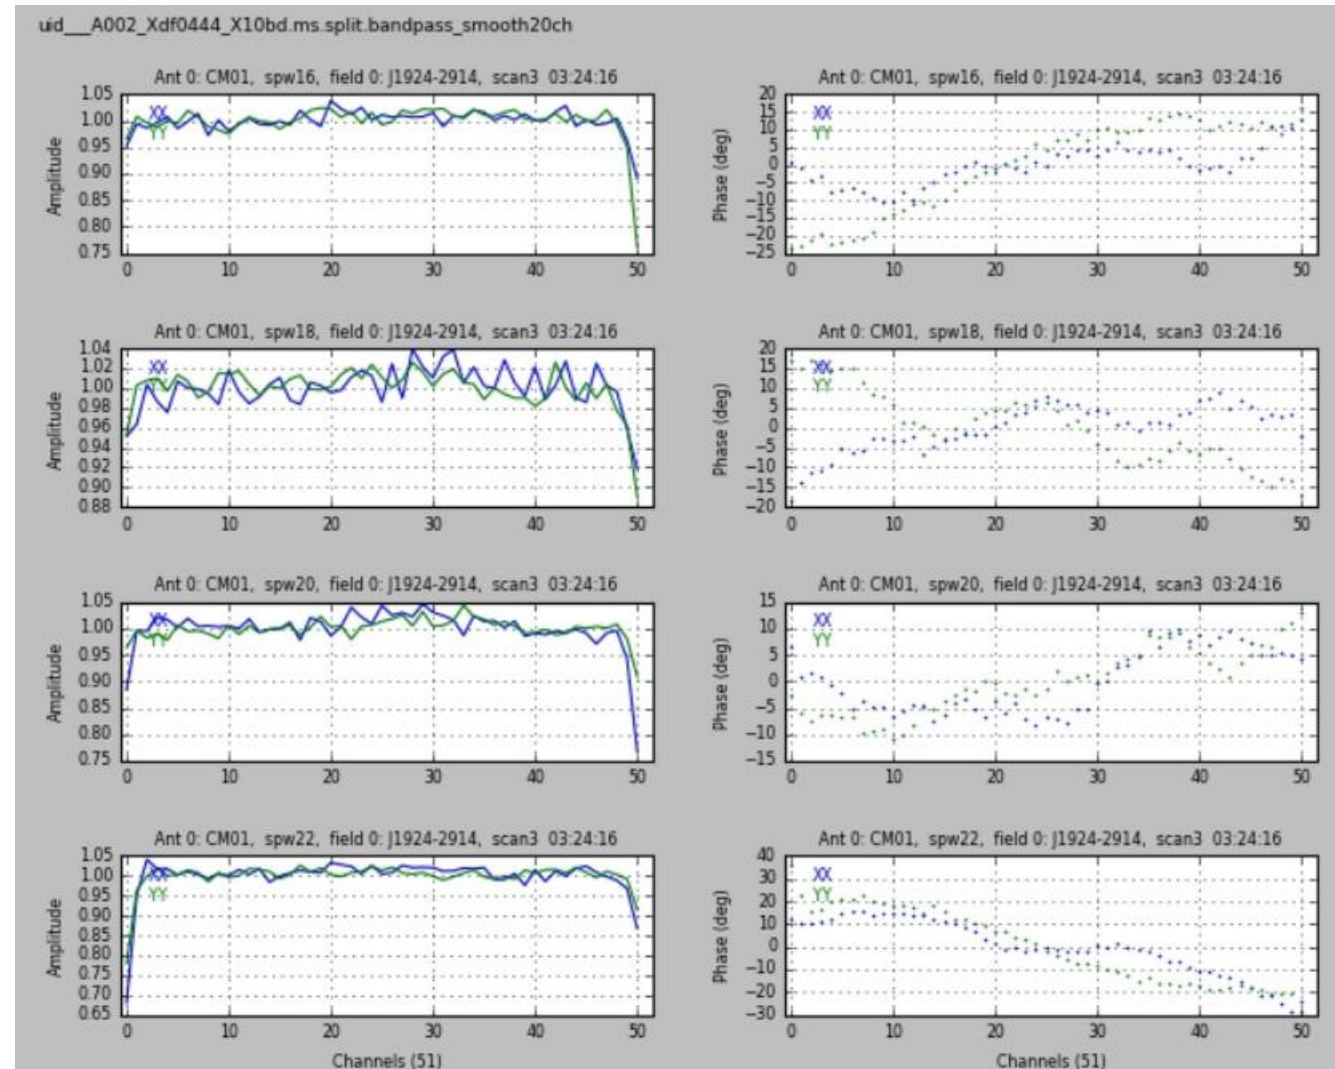 uid___A002_Xdf0444_X10bd.ms.split.bandpass_smooth20ch
Ant 0: CM01, spw16, field 0: J1924-2914, scan3 03:24:16
Amplitude
1.05
1.00
0.95
0.90
0.85
0.80
0.75
XX
YY
0 10 20 30 40 50
Ant 0: CM01, spw16, field 0: J1924-2914, scan3 03:24:16
Phase (deg)
20
15
10
5
0
−5
−10
−15
−20
−25
XX
YY
0 10 20 30 40 50
Ant 0: CM01, spw18, field 0: J1924-2914, scan3 03:24:16
Amplitude
1.04
1.02
1.00
0.98
0.96
0.94
0.92
0.90
0.88
XX
YY
0 10 20 30 40 50
Ant 0: CM01, spw18, field 0: J1924-2914, scan3 03:24:16
Phase (deg)
20
15
10
5
0
−5
−10
−15
−20
XX
YY
0 10 20 30 40 50
Ant 0: CM01, spw20, field 0: J1924-2914, scan3 03:24:16
Amplitude
1.05
1.00
0.95
0.90
0.85
0.80
0.75
XX
YY
0 10 20 30 40 50
Ant 0: CM01, spw20, field 0: J1924-2914, scan3 03:24:16
Phase (deg)
15
10
5
0
−5
−10
−15
XX
YY
0 10 20 30 40 50
Ant 0: CM01, spw22, field 0: J1924-2914, scan3 03:24:16
Amplitude
1.05
1.00
0.95
0.90
0.85
0.80
0.75
0.70
0.65
XX
YY
0 10 20 30 40 50
Channels (51)
Ant 0: CM01, spw22, field 0: J1924-2914, scan3 03:24:16
Phase (deg)
40
30
20
10
0
−10
−20
−30
XX
YY
0 10 20 30 40 50
Channels (51)